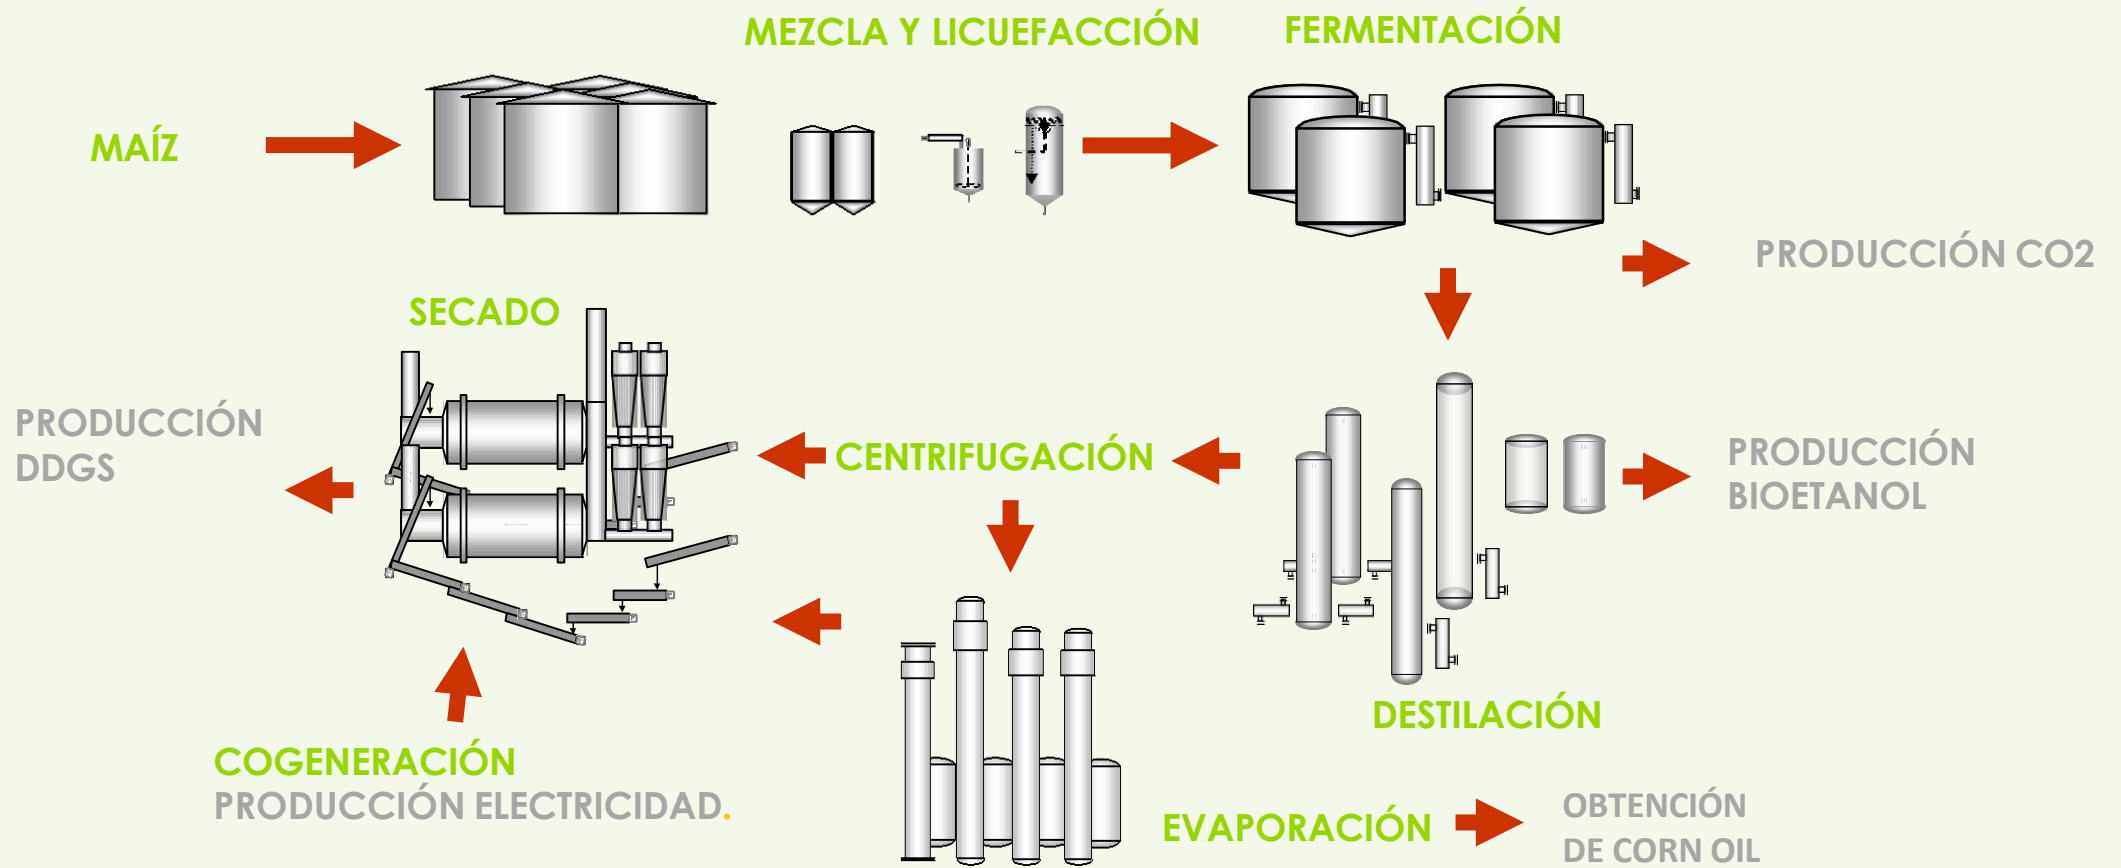 MEZCLA Y LICUEFACCIÓN
FERMENTACIÓN
MAÍZ
PRODUCCIÓN CO2
SECADO
PRODUCCIÓN
DDGS
CENTRIFUGACIÓN
PRODUCCIÓN
BIOETANOL
DESTILACIÓN
COGENERACIÓN
PRODUCCIÓN ELECTRICIDAD.
EVAPORACIÓN
OBTENCIÓN
DE CORN OIL